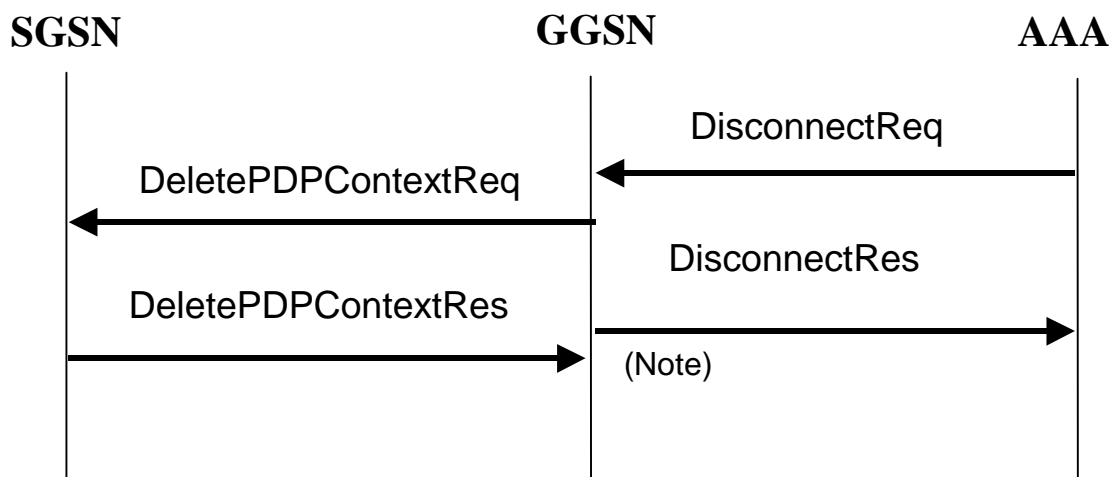 SGSN GGSN AAA
DisconnectReq
DeletePDPContextReq
DisconnectRes
DeletePDPContextRes
(Note)